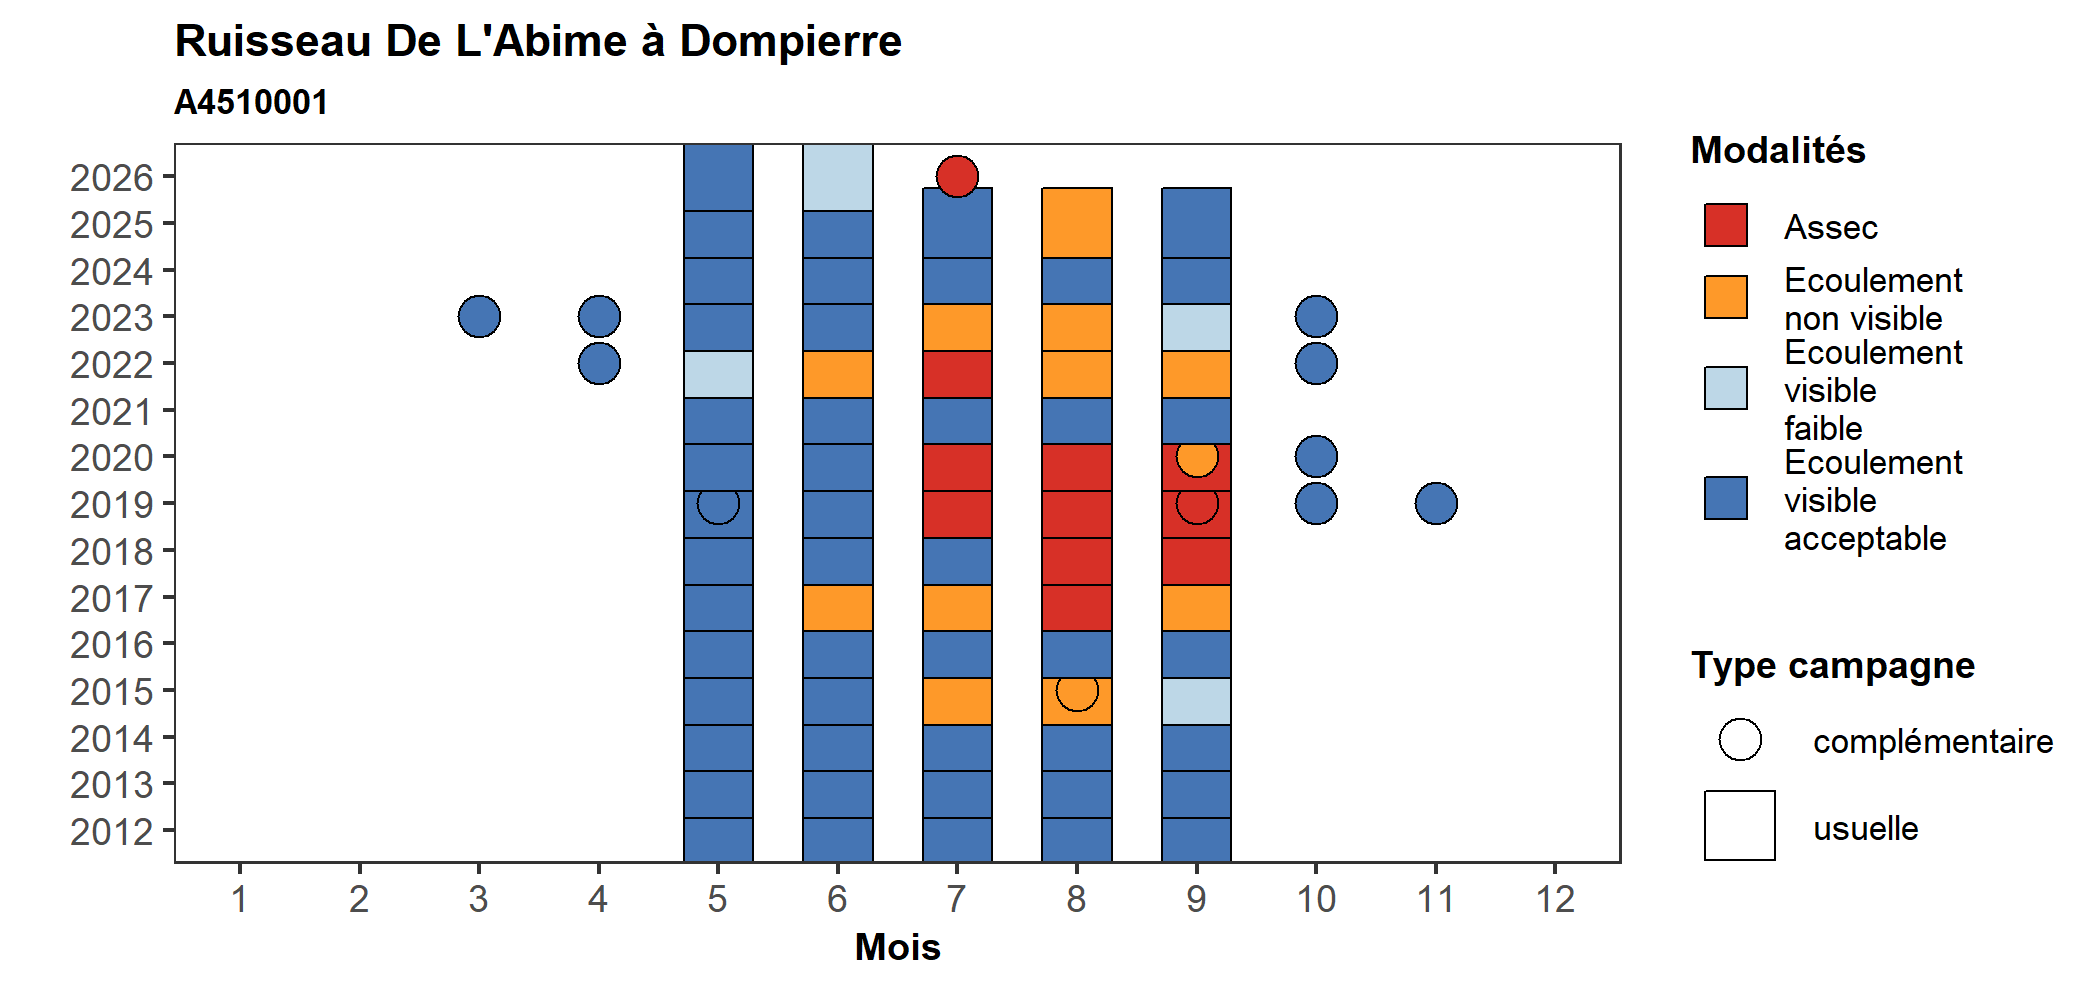 Ruisseau De L'Abime à Dompierre
A4510001
2026
2025
2024
2023
2022
2021
2020
2019
2018
2017
2016
2015
2014
2013
2012
1 2 3 4 5 6 7 8 9 10 11 12
Mois
Modalités
Assec
Ecoulement
non visible
Ecoulement
visible
faible
Ecoulement
visible
acceptable
Type campagne
complémentaire
usuelle